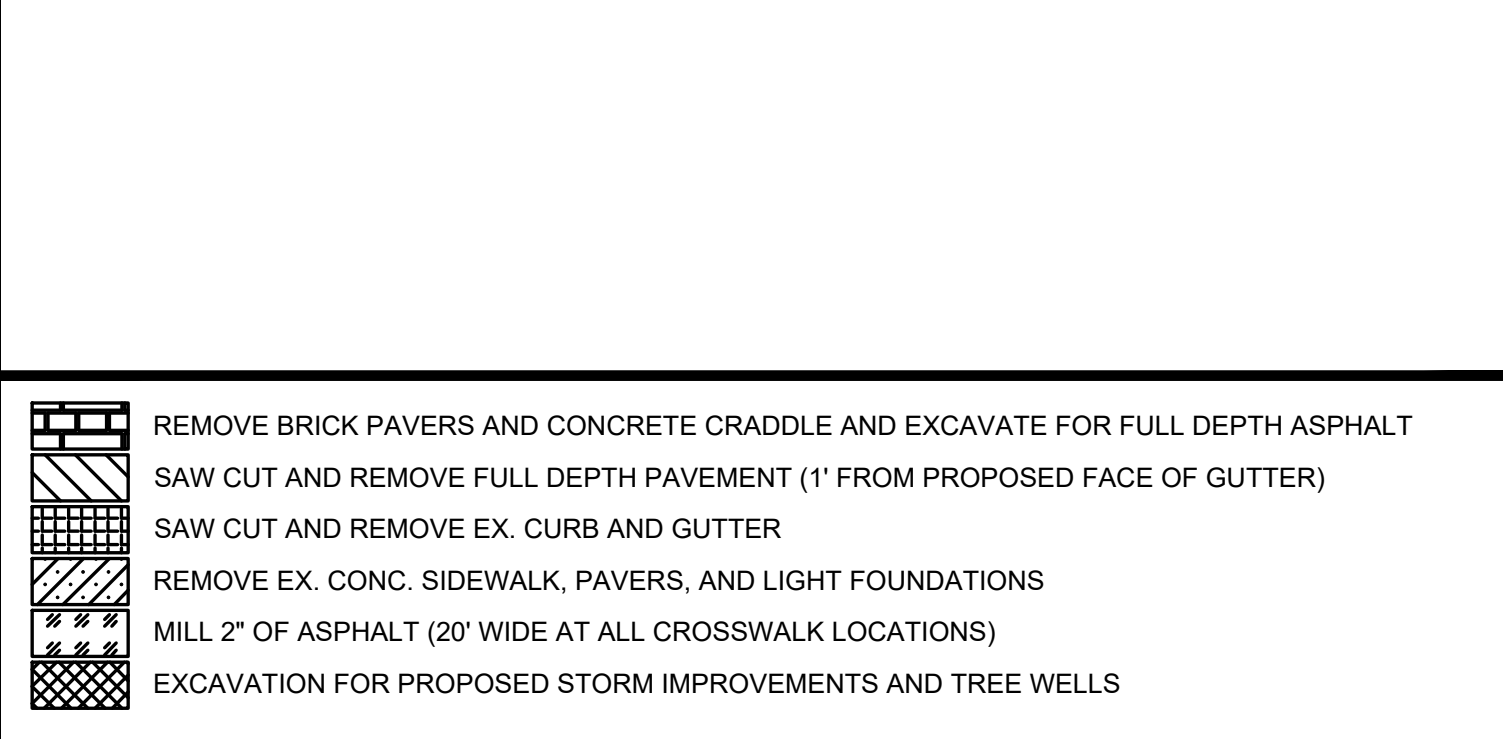 REMOVE BRICK PAVERS AND CONCRETE CRADDLE AND EXCAVATE FOR FULL DEPTH ASPHALT
SAW CUT AND REMOVE FULL DEPTH PAVEMENT (1' FROM PROPOSED FACE OF GUTTER)
SAW CUT AND REMOVE EX. CURB AND GUTTER
REMOVE EX. CONC. SIDEWALK, PAVERS, AND LIGHT FOUNDATIONS
MILL 2" OF ASPHALT (20' WIDE AT ALL CROSSWALK LOCATIONS)
EXCAVATION FOR PROPOSED STORM IMPROVEMENTS AND TREE WELLS